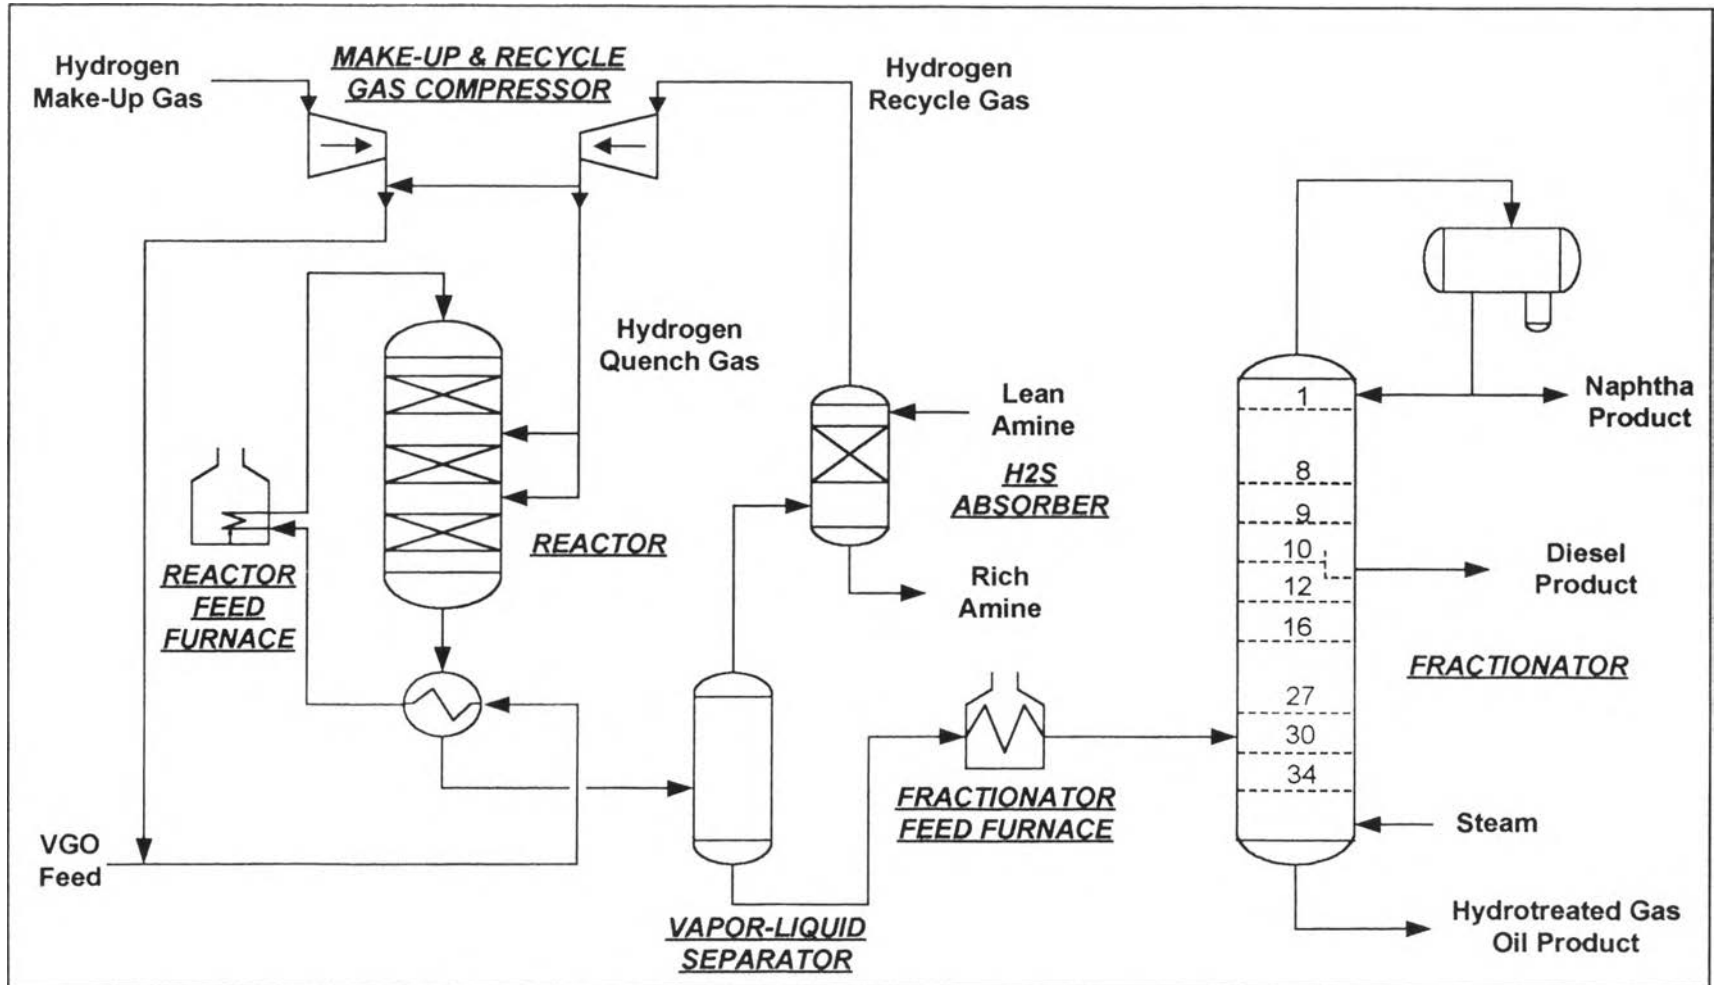 Hydrogen
Make-Up Gas
MAKE-UP & RECYCLE
GAS COMPRESSOR
Hydrogen
Recycle Gas
Hydrogen
Quench Gas
Lean
Amine
H2S
ABSORBER
REACTOR
REACTOR
FEED
FURNACE
Rich
Amine
1
8
9
10
12
16
27
30
34
Naphtha
Product
Diesel
Product
FRACTIONATOR
FRACTIONATOR
FEED FURNACE
Steam
VGO
Feed
VAPOR-LIQUID
SEPARATOR
Hydrotreated Gas
Oil Product